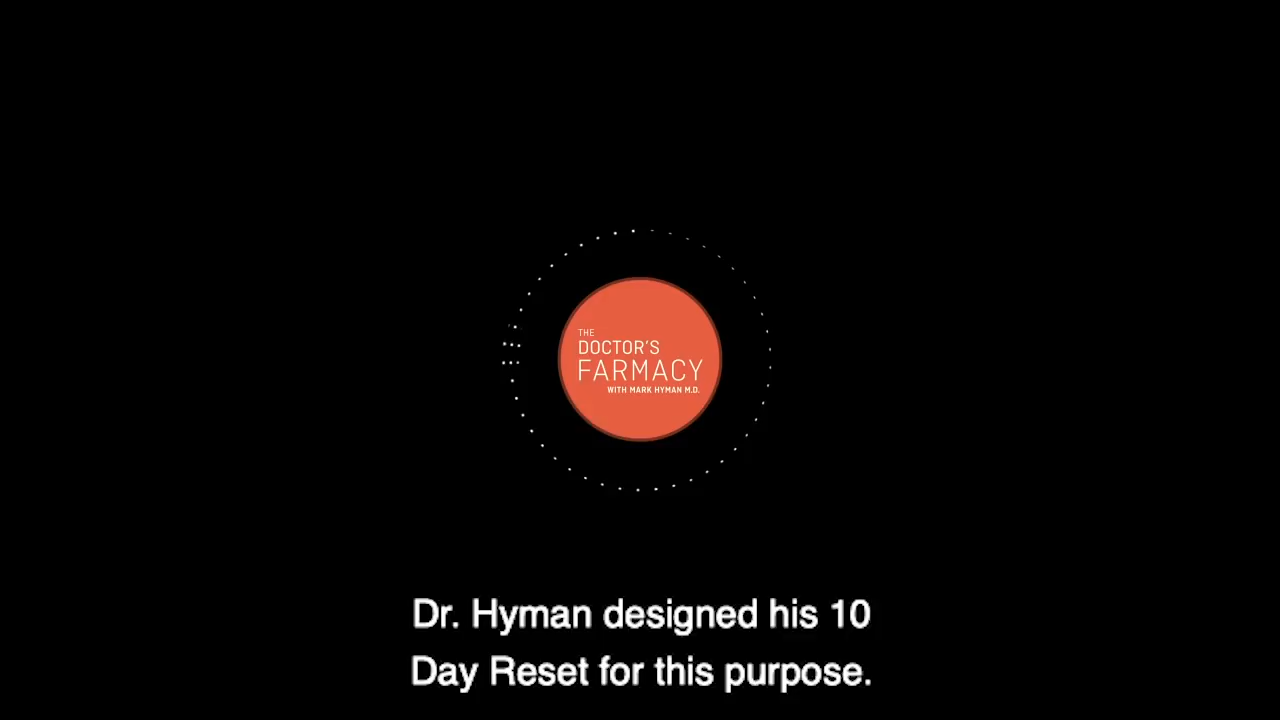 THE
DOCTOR'S
FARMACY
WITH MARK HYMAN M.D.
Dr. Hyman designed his 10
Day Reset for this purpose.